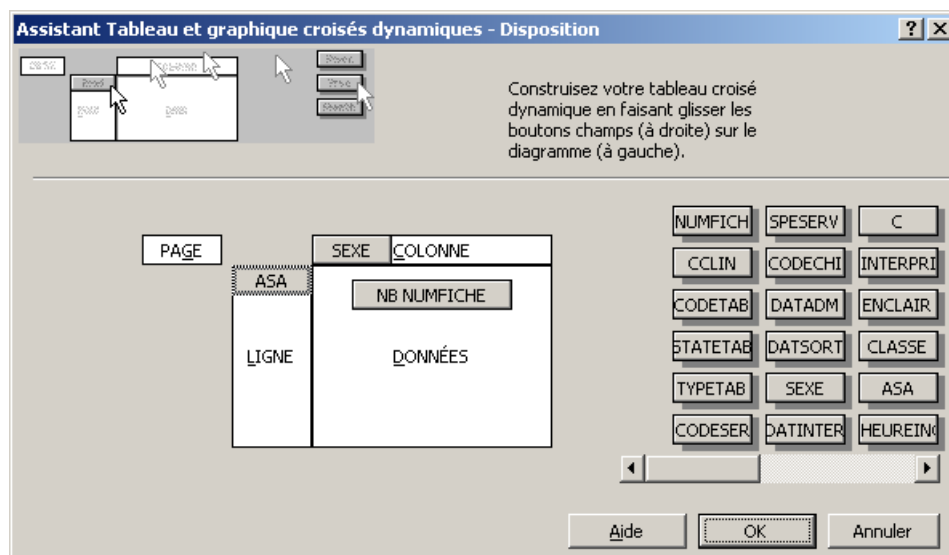 Assistant Tableau et graphique croisés dynamiques - Disposition
Construisez votre tableau croisé
dynamique en faisant glisser les
boutons champs (à droite) sur le
diagramme (à gauche).
PAGE
SEXE COLONNE
ASA
NB NUMFICHE
LIGNE
DONNÉES
NUMFICH SPESERV C
CCLIN CODECHI INTERPRI
CODETAB DATADM ENCLAIR
STATETAB DATSORT CLASSE
TYPETAB SEXE ASA
CODESER DATINTER HEUREIN
Aide OK Annuler